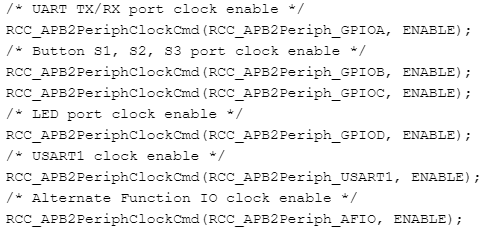 /* UART TX/RX port clock enable */
RCC_APB2PeriphClockCmd(RCC_APB2Periph_GPIOA, ENABLE);
/* Button S1, S2, S3 port clock enable */
RCC_APB2PeriphClockCmd(RCC_APB2Periph_GPIOB, ENABLE);
RCC_APB2PeriphClockCmd(RCC_APB2Periph_GPIOC, ENABLE);
/* LED port clock enable */
RCC_APB2PeriphClockCmd(RCC_APB2Periph_GPIOD, ENABLE);
/* USART1 clock enable */
RCC_APB2PeriphClockCmd(RCC_APB2Periph_USART1, ENABLE);
/* Alternate Function IO clock enable */
RCC_APB2PeriphClockCmd(RCC_APB2Periph_AFIO, ENABLE);